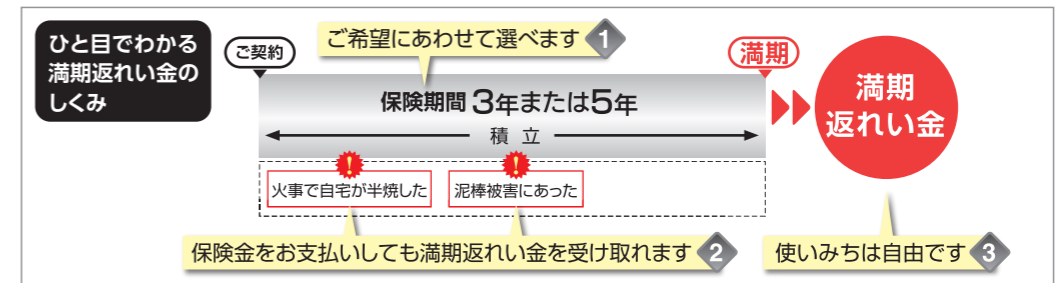 ひと目でわかる
満期返れい金の
しくみ
ご契約
ご希望にあわせて選べます 1
満期
保険期間 3年または5年
積立
満期
返れい金
!
火事で自宅が半焼した
!
泥棒被害にあった
保険金をお支払いしても満期返れい金を受け取れます 2
使いみちは自由です 3